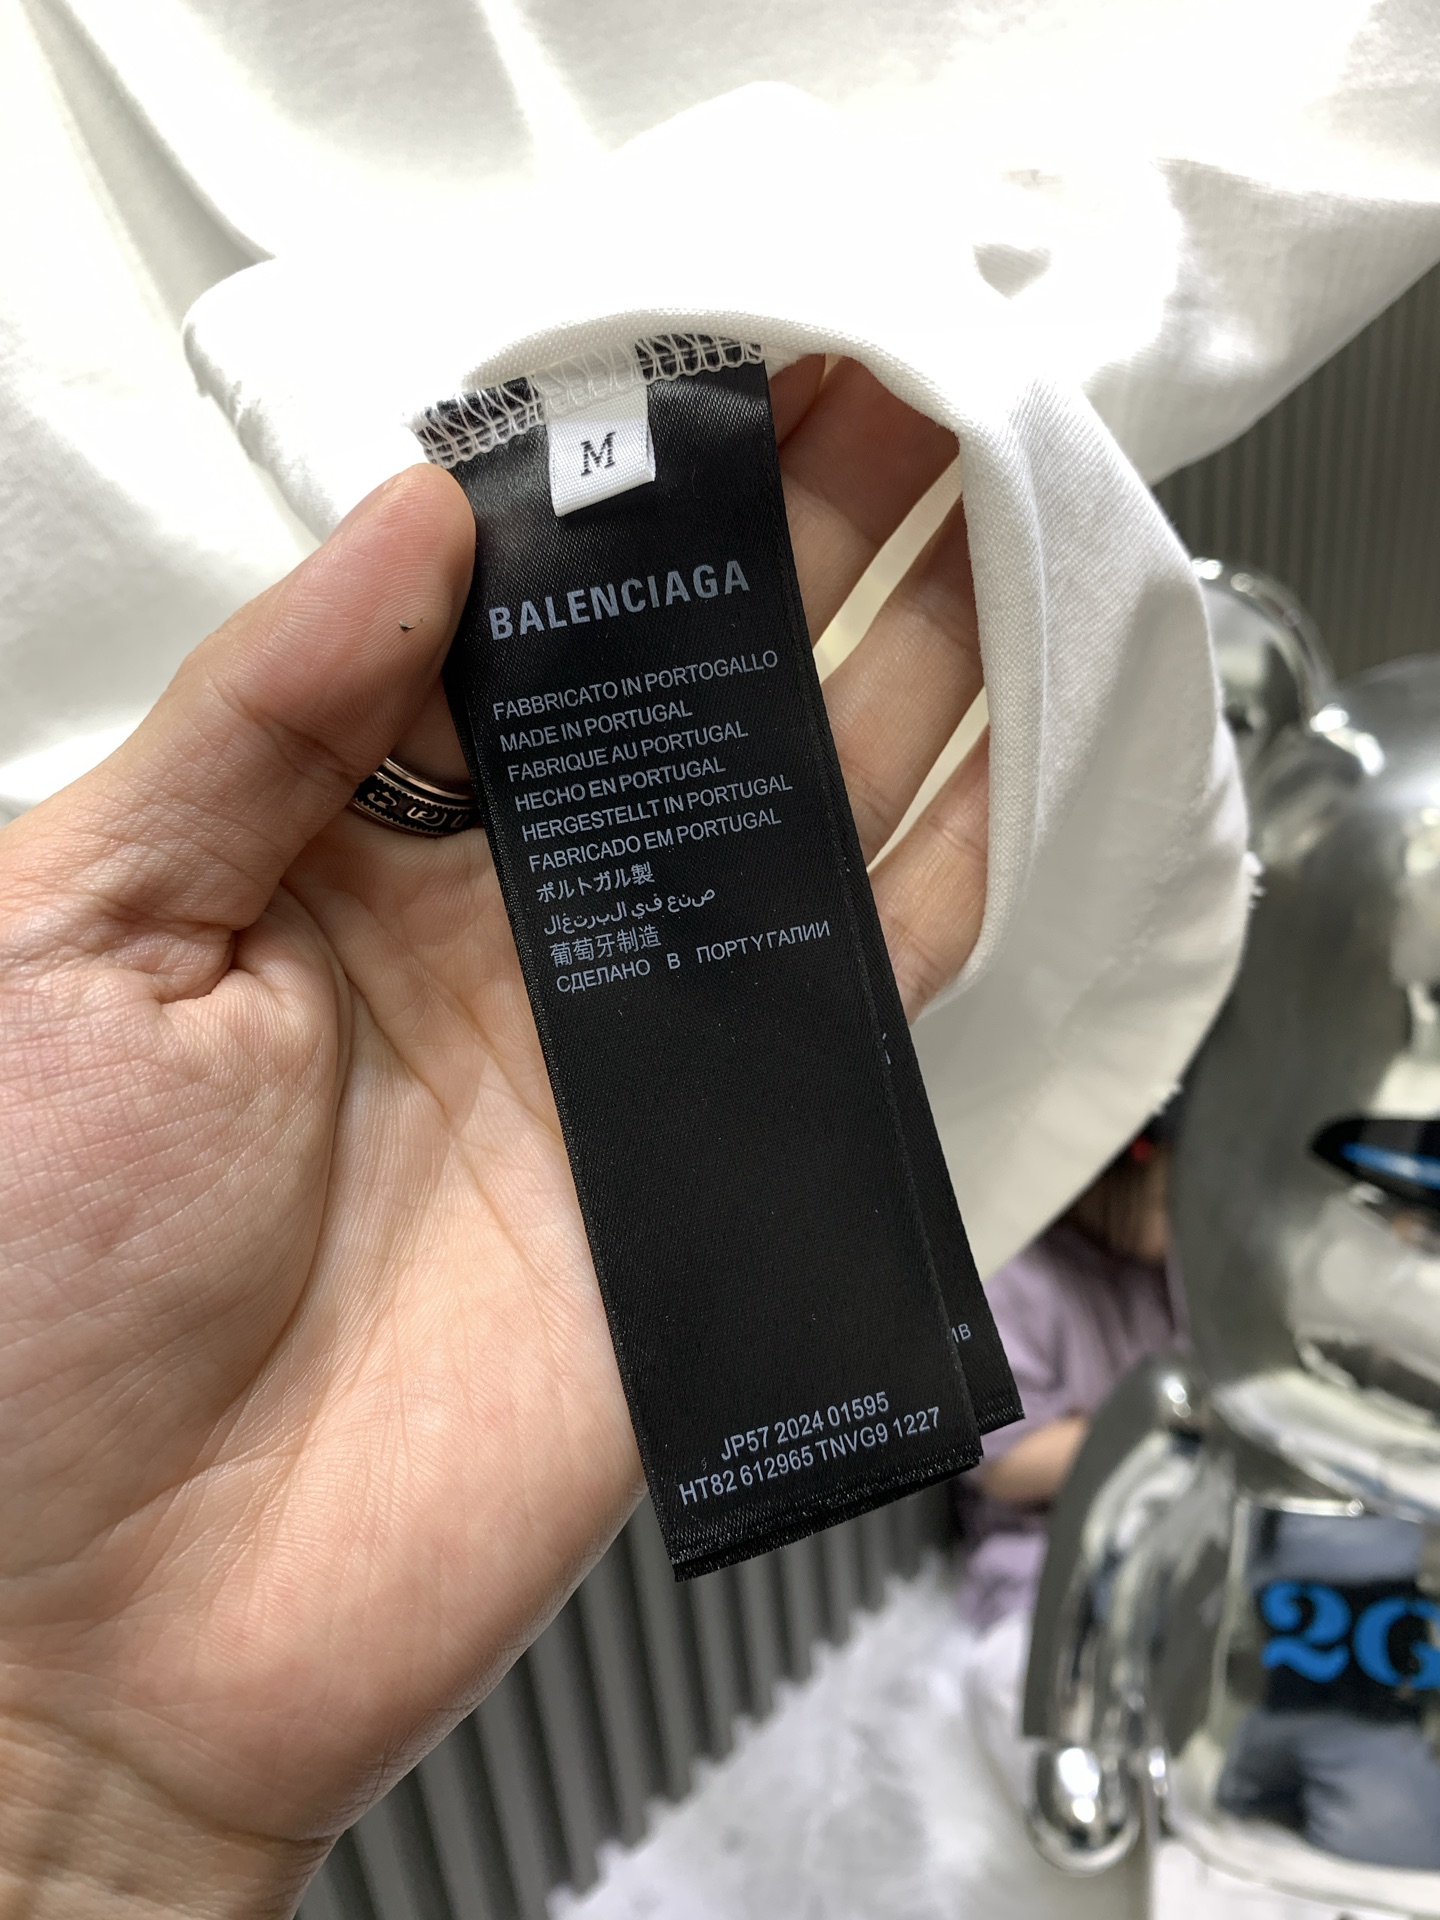 M
BALENCIAGA
FABBRICATO IN PORTOGALLO
MADE IN PORTUGAL
FABRIQUE AU PORTUGAL
HECHO EN PORTUGAL
HERGESTELLT IN PORTUGAL
FABRICADO EM PORTUGAL
ポルトガル製
صنع في البرتغال
葡萄牙制造
СДЕЛАНО В ПОРТУГАЛИИ
JP57 2024 01595
HT82 612965 TNVG9 1227
2G